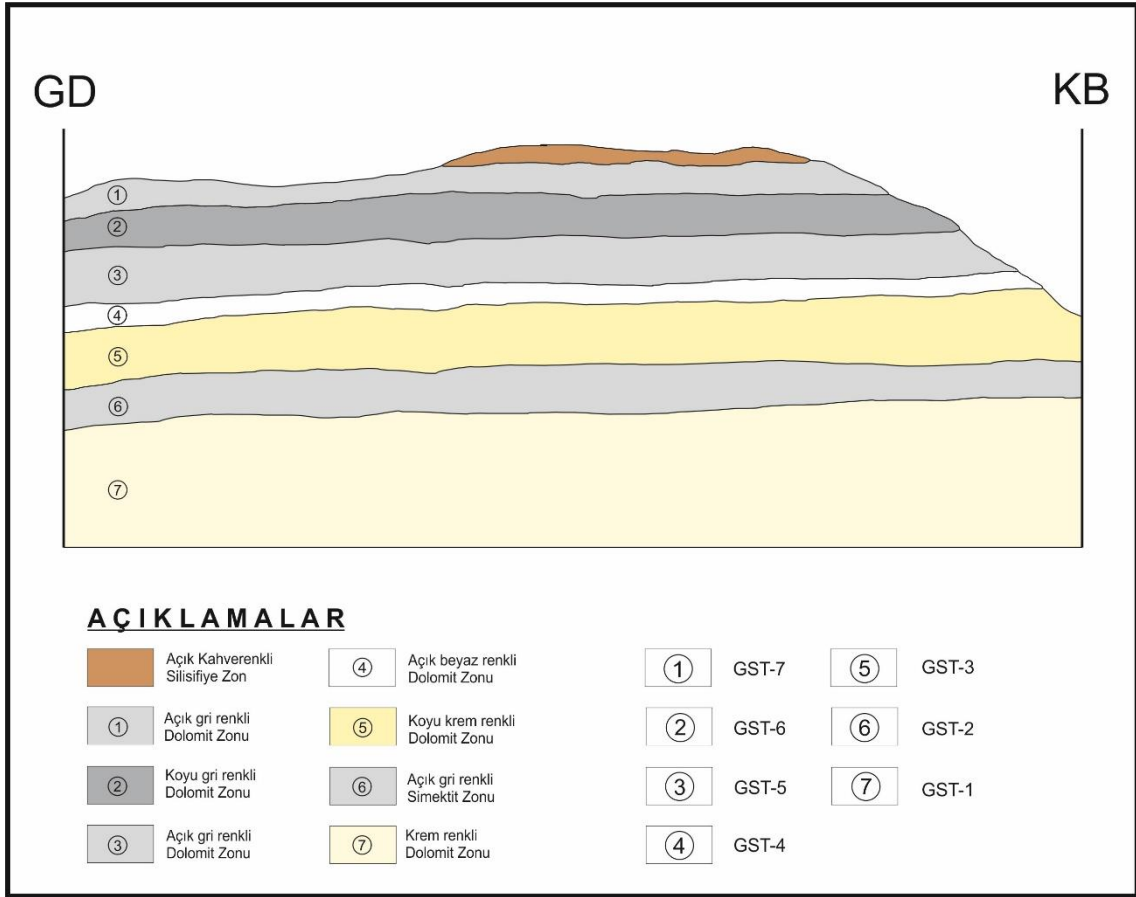 GD
KB
①
②
③
④
⑤
⑥
⑦
AÇIKLAMALAR
Açık Kahverenkli
Silisifiye Zon
① Açık gri renkli
Dolomit Zonu
② Koyu gri renkli
Dolomit Zonu
③ Açık gri renkli
Dolomit Zonu
④ Açık beyaz renkli
Dolomit Zonu
⑤ Koyu krem renkli
Dolomit Zonu
⑥ Açık gri renkli
Simektit Zonu
⑦ Krem renkli
Dolomit Zonu
① GST-7
② GST-6
③ GST-5
④ GST-4
⑤ GST-3
⑥ GST-2
⑦ GST-1